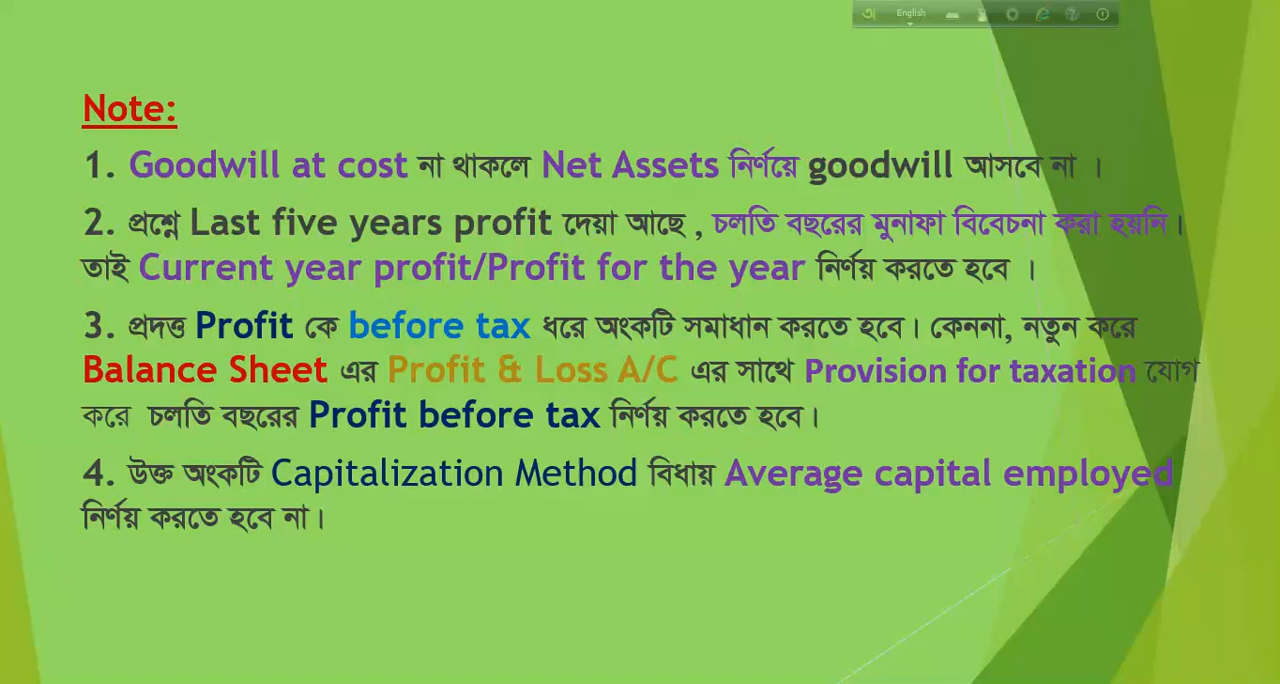 English
Note:
1. Goodwill at cost না থাকলে Net Assets নির্ণয়ে goodwill আসবে না ।
2. প্রশ্নে Last five years profit দেয়া আছে , চলতি বছরের মুনাফা বিবেচনা করা হয়নি।
তাই Current year profit/Profit for the year নির্ণয় করতে হবে ।
3. প্রদত্ত Profit কে before tax ধরে অংকটি সমাধান করতে হবে। কেননা, নতুন করে
Balance Sheet এর Profit & Loss A/C এর সাথে Provision for taxation যোগ
করে চলতি বছরের Profit before tax নির্ণয় করতে হবে।
4. উক্ত অংকটি Capitalization Method বিধায় Average capital employed
নির্ণয় করতে হবে না।